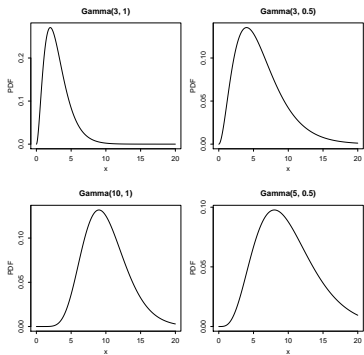 Gamma(3, 1)
PDF
0.0 0.1 0.2
0 5 10 15 20
x
Gamma(3, 0.5)
PDF
0.00 0.05 0.10
0 5 10 15 20
x
Gamma(10, 1)
PDF
0.00 0.05 0.10
0 5 10 15 20
x
Gamma(5, 0.5)
PDF
0.00 0.05 0.10
0 5 10 15 20
x